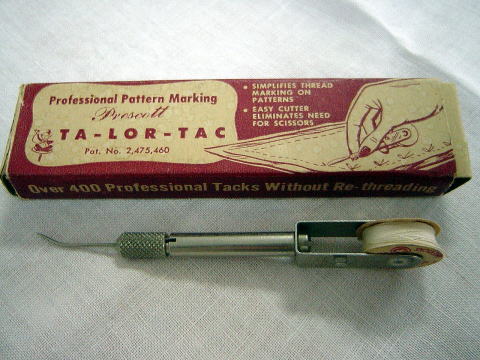 Professional Pattern Marking
Prescott
TA-LOR-TAC
Pat. No. 2,475,460
• SIMPLIFIES THREAD
MARKING ON
PATTERNS
• EASY CUTTER
ELIMINATES NEED
FOR SCISSORS
Over 400 Professional Tacks Without Re-threading